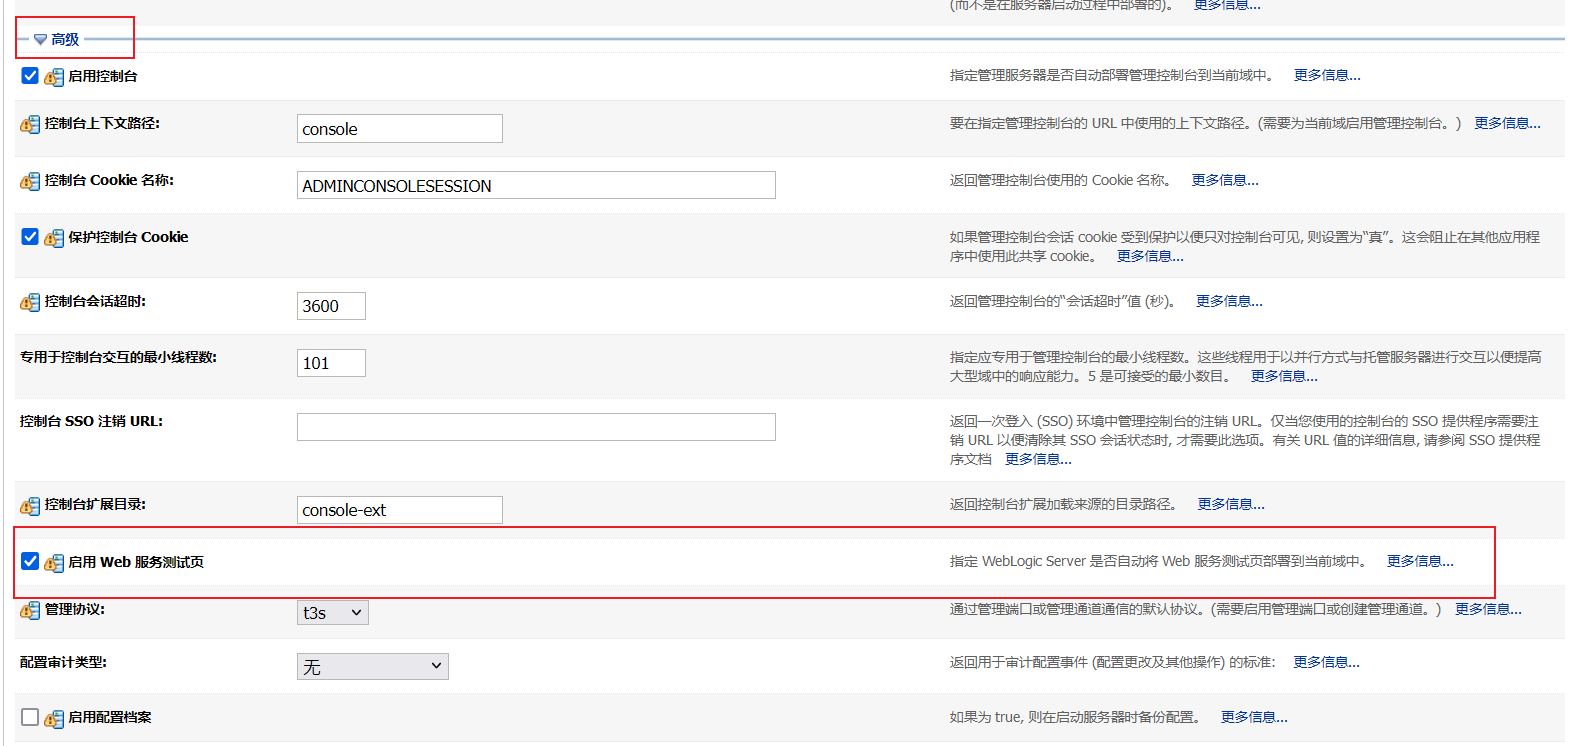 (而不是在服务器启动过程中部署的)。 更多信息...
高级
启用控制台
指定管理服务器是否自动部署管理控制台到当前域中。 更多信息...
控制台上下文路径:
console
要在指定管理控制台的 URL 中使用的上下文路径。(需要为当前域启用管理控制台。) 更多信息...
控制台 Cookie 名称:
ADMINCONSOLESESSION
返回管理控制台使用的 Cookie 名称。 更多信息...
保护控制台 Cookie
如果管理控制台会话 cookie 受到保护以便只对控制台可见, 则设置为“真”。这会阻止在其他应用程
序中使用此共享 cookie。 更多信息...
控制台会话超时:
3600
返回管理控制台的“会话超时”值 (秒)。 更多信息...
专用于控制台交互的最小线程数:
101
指定应专用于管理控制台的最小线程数。这些线程用于以并行方式与托管服务器进行交互以便提高
大型域中的响应能力。5 是可接受的最小数目。 更多信息...
控制台 SSO 注销 URL:
返回一次登入 (SSO) 环境中管理控制台的注销 URL。仅当您使用的控制台的 SSO 提供程序需要注
销 URL 以便清除其 SSO 会话状态时, 才需要此选项。有关 URL 值的详细信息, 请参阅 SSO 提供程
序文档 更多信息...
控制台扩展目录:
console-ext
返回控制台扩展加载来源的目录路径。 更多信息...
启用 Web 服务测试页
指定 WebLogic Server 是否自动将 Web 服务测试页部署到当前域中。 更多信息...
管理协议:
t3s
通过管理端口或管理通道通信的默认协议。(需要启用管理端口或创建管理通道。) 更多信息...
配置审计类型:
无
返回用于审计配置事件 (配置更改及其他操作) 的标准: 更多信息...
启用配置档案
如果为 true, 则在启动服务器时备份配置。 更多信息...